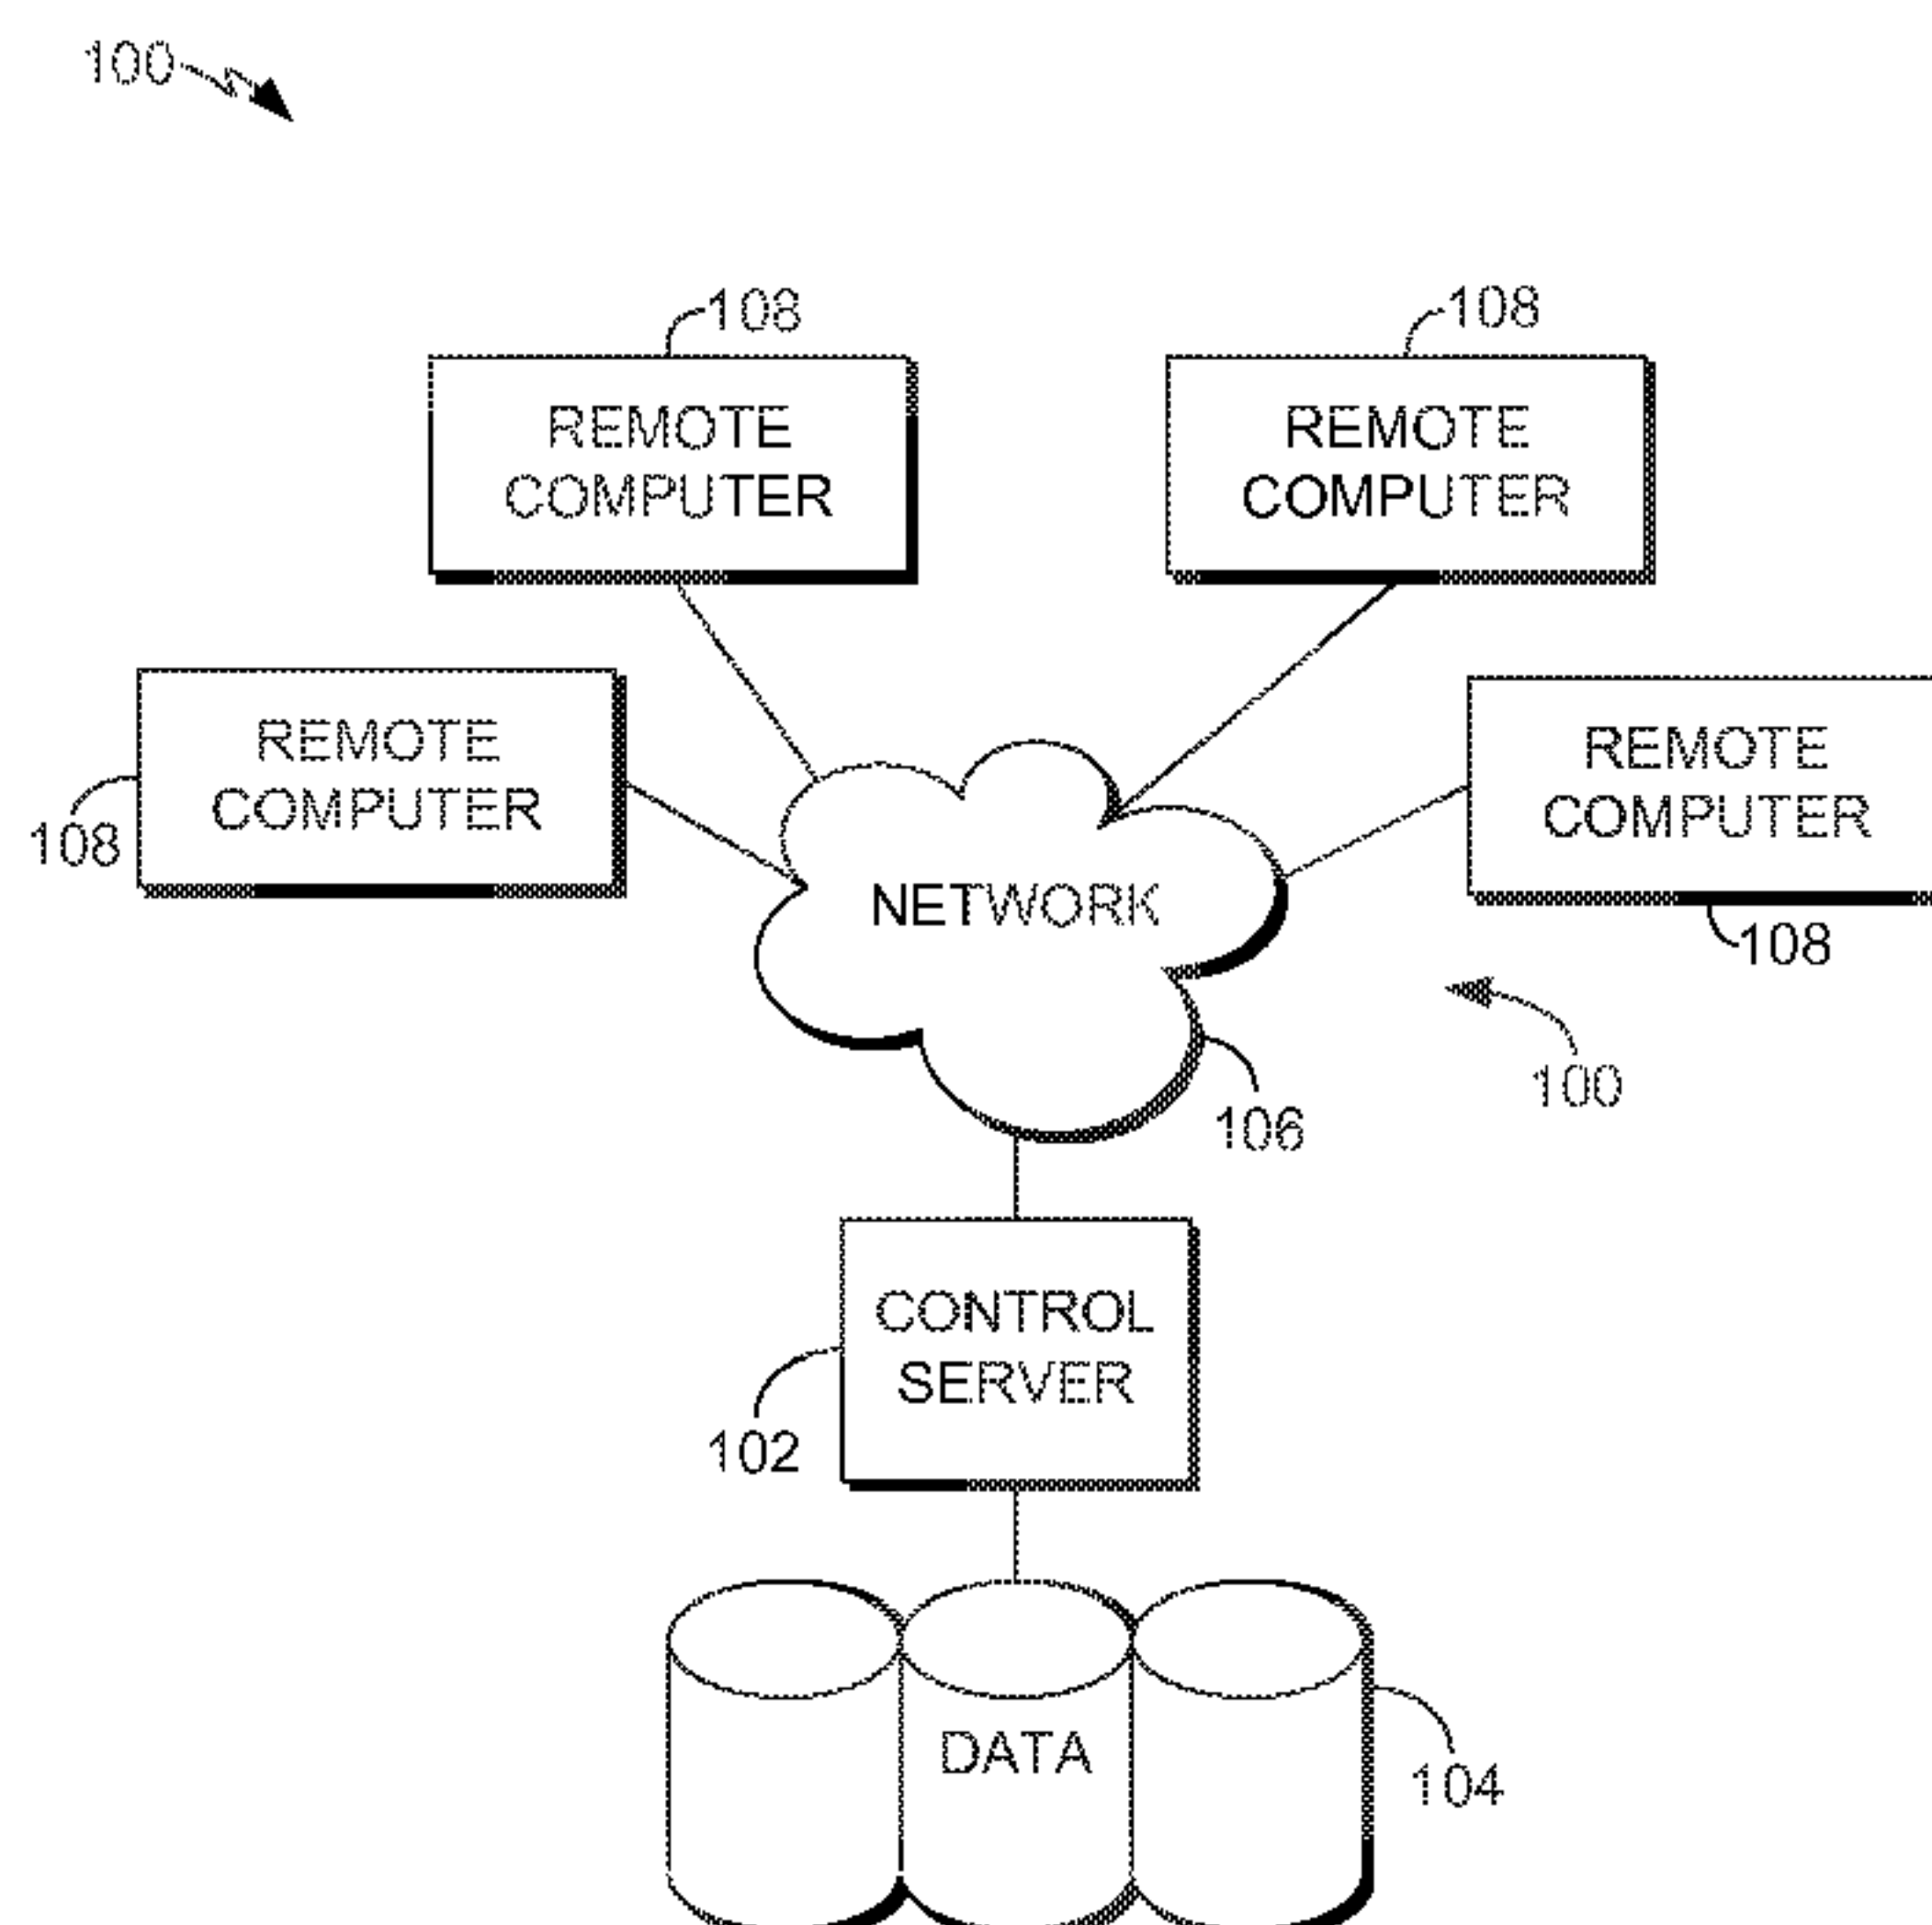 100
108
108
REMOTE
COMPUTER
REMOTE
COMPUTER
REMOTE
COMPUTER
108
REMOTE
COMPUTER
108
NETWORK
100
106
CONTROL
SERVER
102
DATA
104